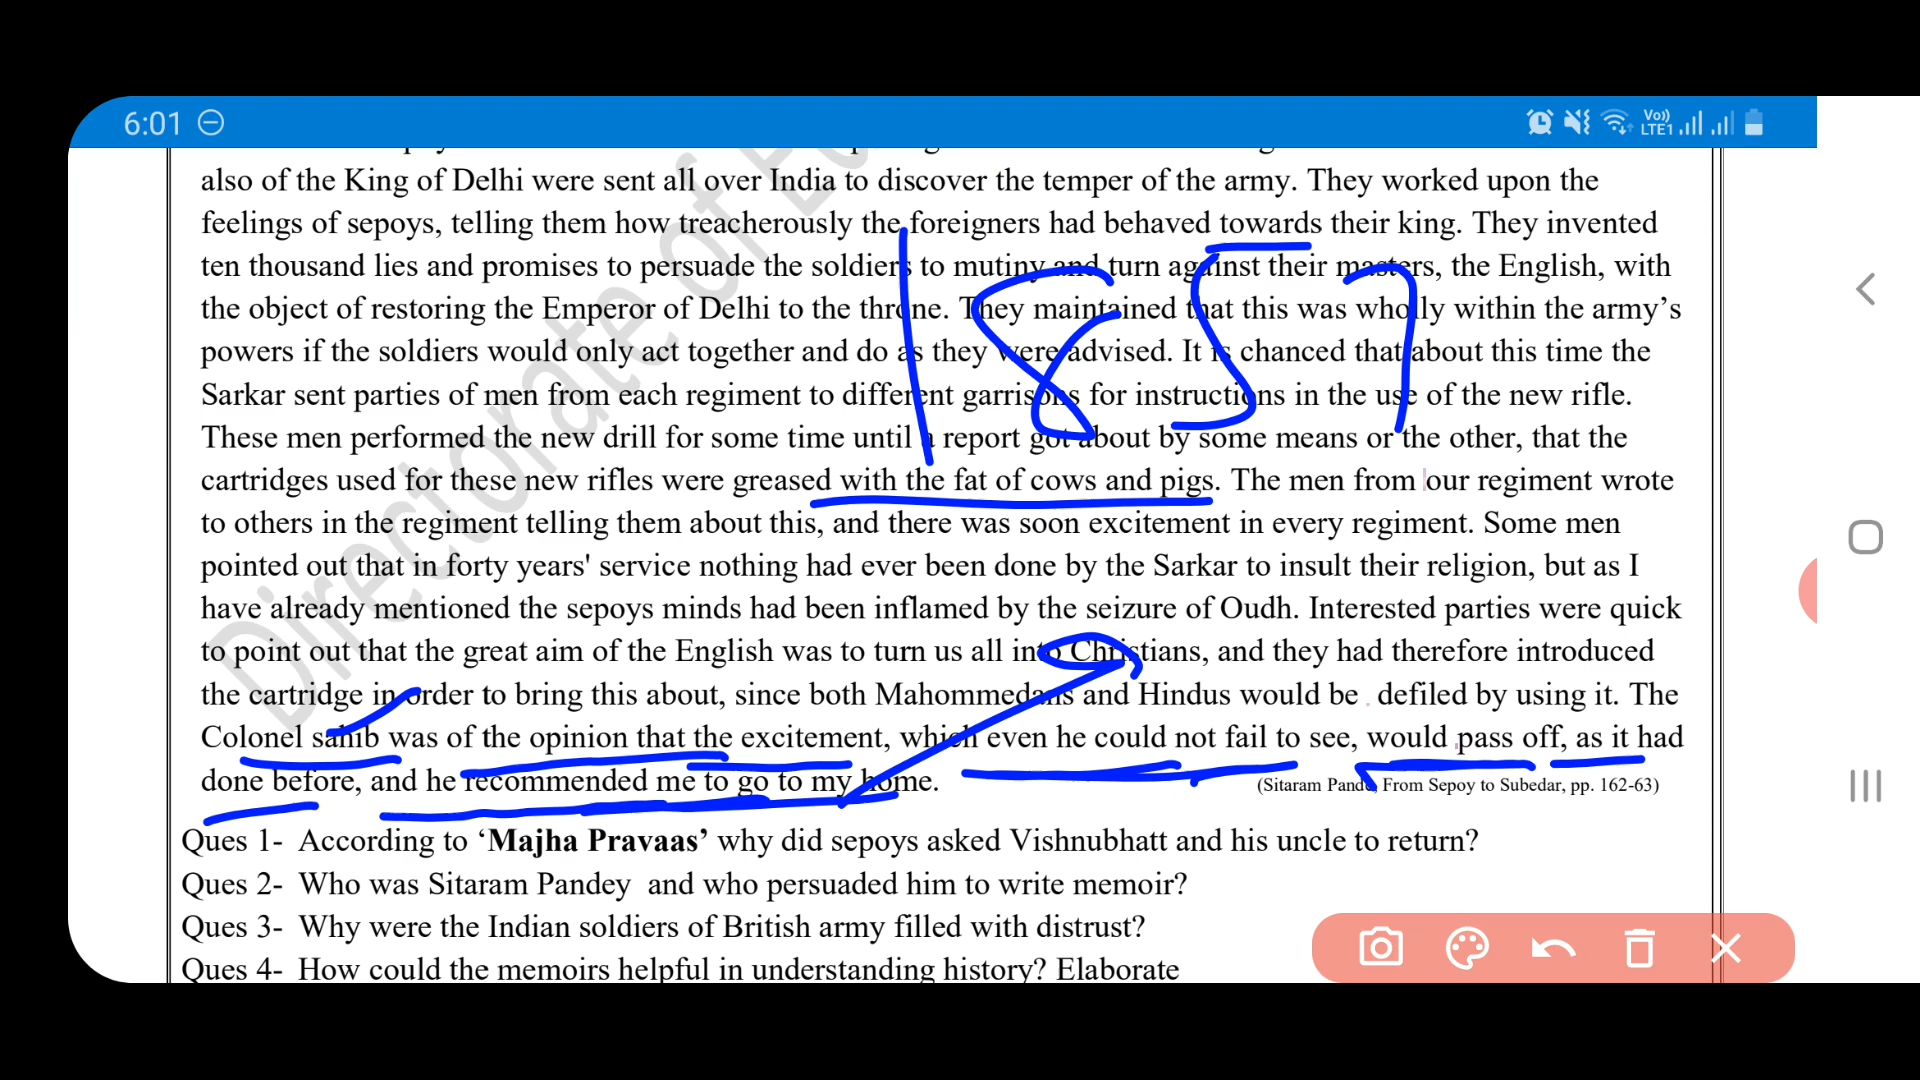 6:01
Vo))
LTE1
also of the King of Delhi were sent all over India to discover the temper of the army. They worked upon the
feelings of sepoys, telling them how treacherously the foreigners had behaved towards their king. They invented
ten thousand lies and promises to persuade the soldiers to mutiny and turn against their masters, the English, with
the object of restoring the Emperor of Delhi to the throne. They maintained that this was wholly within the army's
powers if the soldiers would only act together and do as they were advised. It is chanced that about this time the
Sarkar sent parties of men from each regiment to different garrisons for instructions in the use of the new rifle.
These men performed the new drill for some time until a report got about by some means or the other, that the
cartridges used for these new rifles were greased with the fat of cows and pigs. The men from our regiment wrote
to others in the regiment telling them about this, and there was soon excitement in every regiment. Some men
pointed out that in forty years' service nothing had ever been done by the Sarkar to insult their religion, but as I
have already mentioned the sepoys minds had been inflamed by the seizure of Oudh. Interested parties were quick
to point out that the great aim of the English was to turn us all into Christians, and they had therefore introduced
the cartridge in order to bring this about, since both Mahommedans and Hindus would be defiled by using it. The
Colonel sahib was of the opinion that the excitement, which even he could not fail to see, would pass off, as it had
done before, and he recommended me to go to my home.
(Sitaram Pande, From Sepoy to Subedar, pp. 162-63)
1857
Directorate of
Ques 1- According to ‘Majha Pravaas’ why did sepoys asked Vishnubhatt and his uncle to return?
Ques 2- Who was Sitaram Pandey and who persuaded him to write memoir?
Ques 3- Why were the Indian soldiers of British army filled with distrust?
Ques 4- How could the memoirs helpful in understanding history? Elaborate